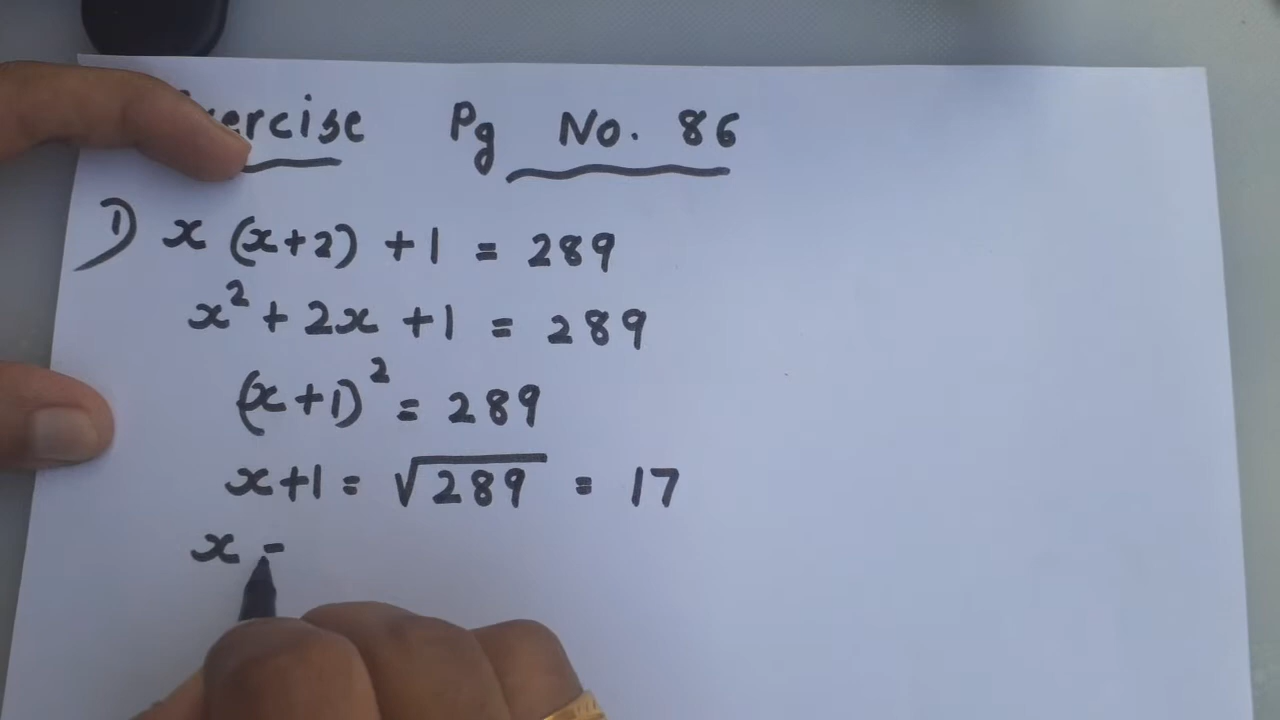 ercise Pg No. 86
1) x (x+2) +1 = 289
x² + 2x +1 = 289
(x+1)² = 289
x+1 = √289 = 17
x =